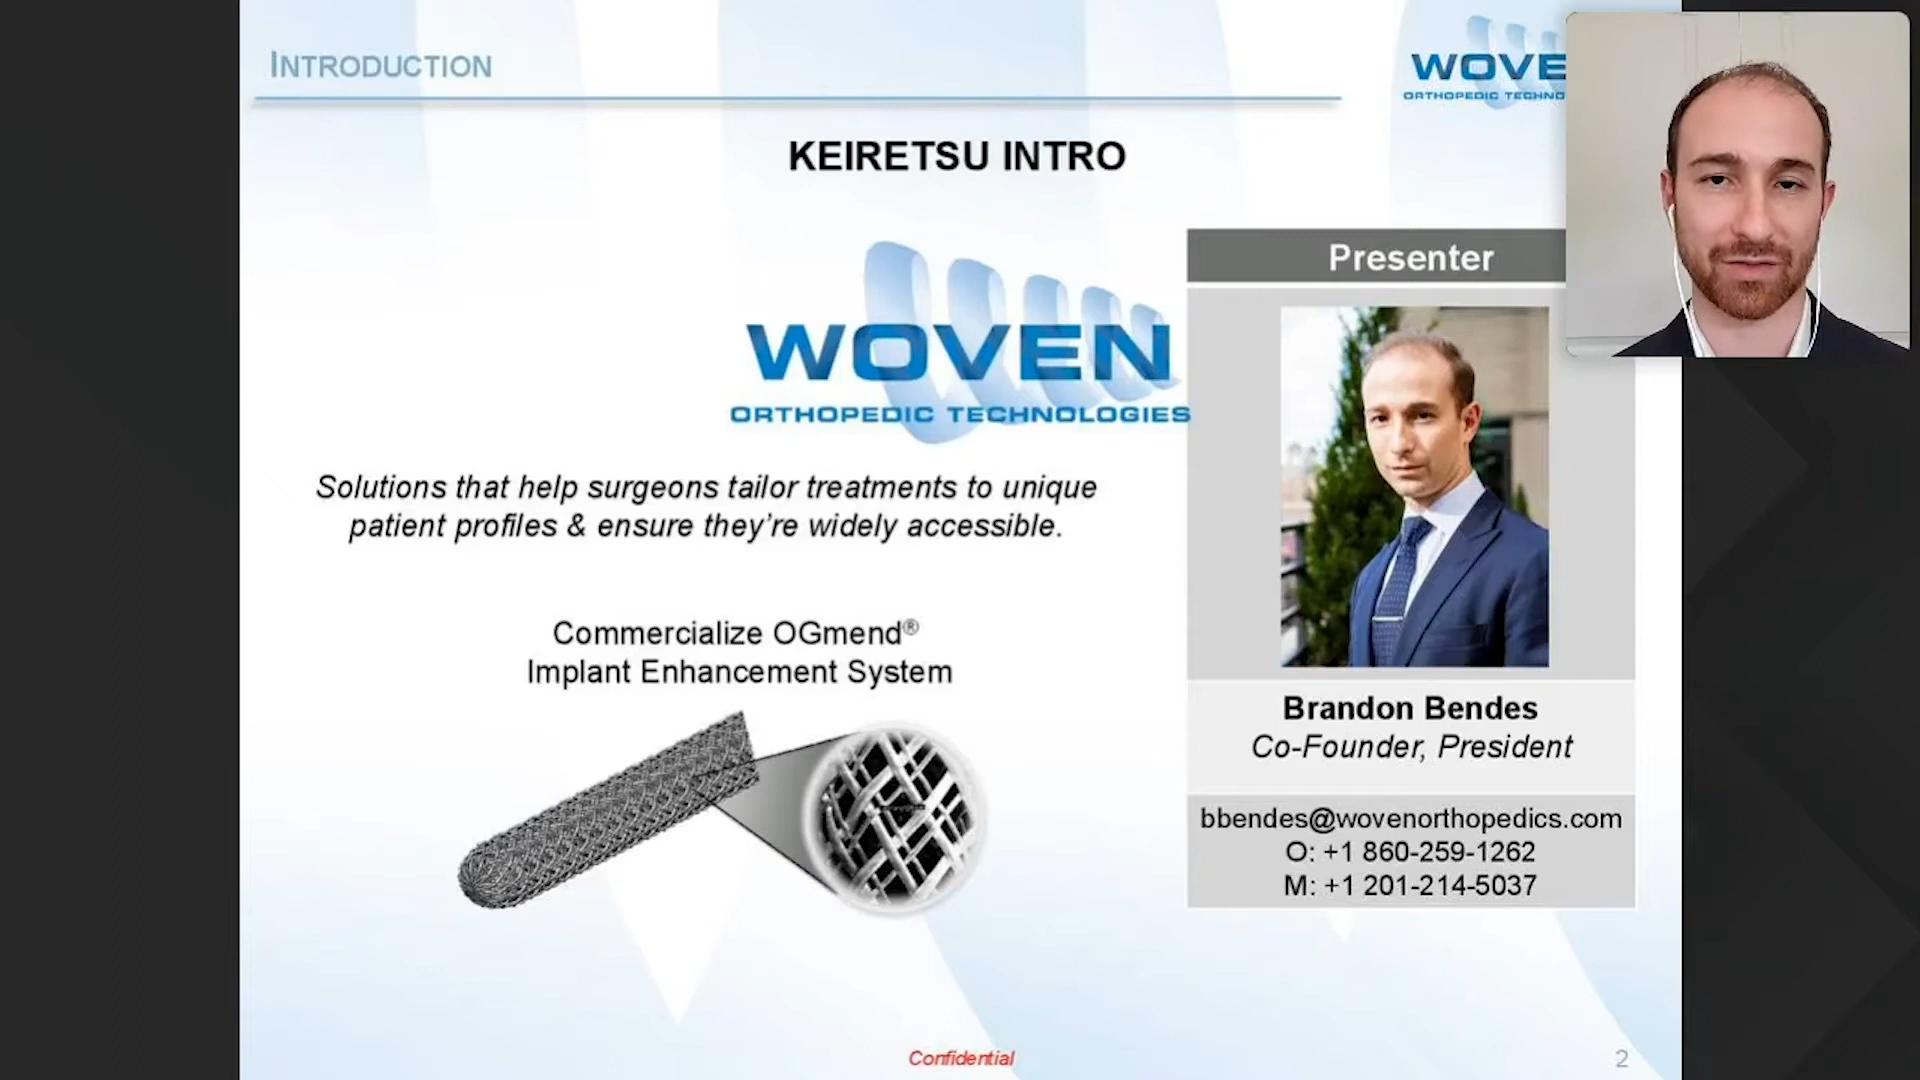 INTRODUCTION
WOVE
ORTHOPEDIC TECHNO
KEIRETSU INTRO
WOVEN
ORTHOPEDIC TECHNOLOGIES
Solutions that help surgeons tailor treatments to unique
patient profiles & ensure they're widely accessible.
Commercialize OGmend®
Implant Enhancement System
Presenter
Brandon Bendes
Co-Founder, President
bbendes@wovenorthopedics.com
O: +1 860-259-1262
M: +1 201-214-5037
Confidential
2